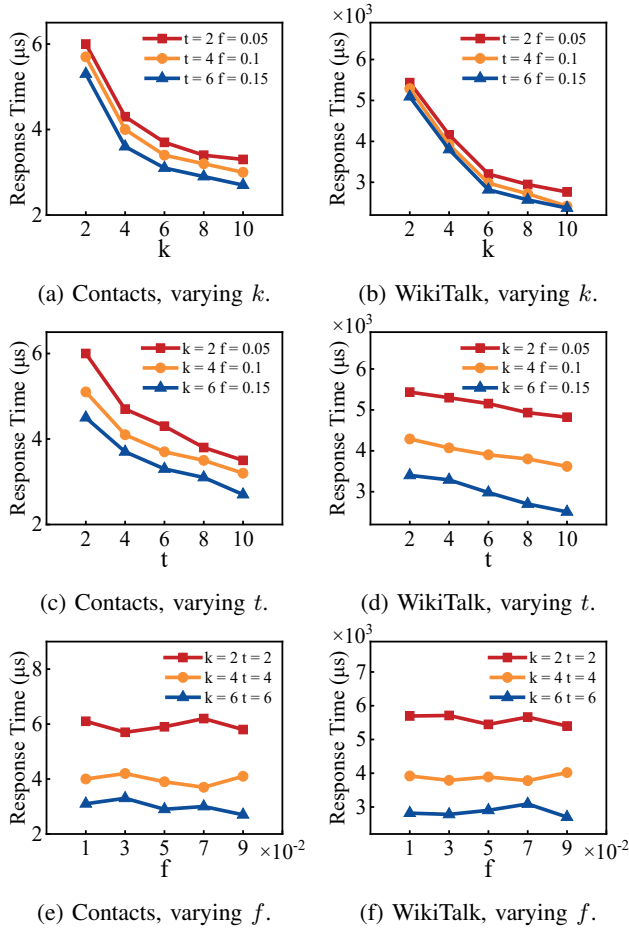 t = 2 f = 0.05
t = 4 f = 0.1
t = 6 f = 0.15
Response Time (μs)
6
4
2
2 4 6 8 10
k
(a) Contacts, varying k.
×10³
t = 2 f = 0.05
t = 4 f = 0.1
t = 6 f = 0.15
Response Time (μs)
6
5
4
3
2 4 6 8 10
k
(b) WikiTalk, varying k.
k = 2 f = 0.05
k = 4 f = 0.1
k = 6 f = 0.15
Response Time (μs)
6
4
2
2 4 6 8 10
t
(c) Contacts, varying t.
×10³
k = 2 f = 0.05
k = 4 f = 0.1
k = 6 f = 0.15
Response Time (μs)
6
5
4
3
2 4 6 8 10
t
(d) WikiTalk, varying t.
k = 2 t = 2
k = 4 t = 4
k = 6 t = 6
Response Time (μs)
8
6
4
2
1 3 5 7 9 ×10⁻²
f
(e) Contacts, varying f.
×10³
k = 2 t = 2
k = 4 t = 4
k = 6 t = 6
Response Time (μs)
7
6
5
4
3
1 3 5 7 9 ×10⁻²
f
(f) WikiTalk, varying f.